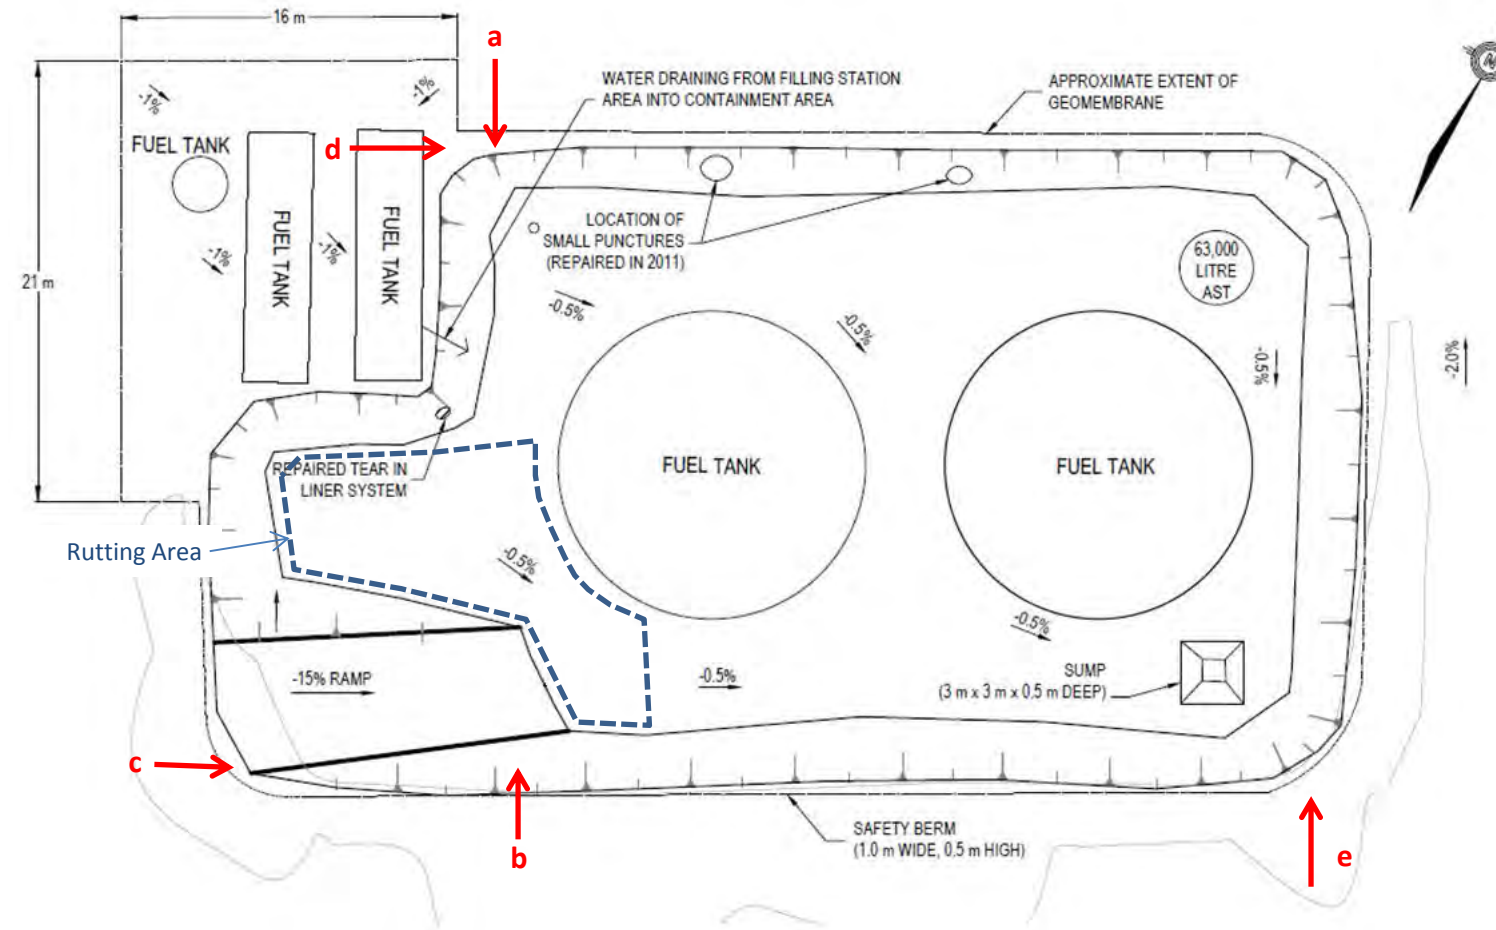 16 m
a
WATER DRAINING FROM FILLING STATION
AREA INTO CONTAINMENT AREA
APPROXIMATE EXTENT OF
GEOMEMBRANE
N
-1%
-1%
FUEL TANK
d
FUEL TANK
FUEL TANK
-1%
-1%
21 m
LOCATION OF
SMALL PUNCTURES
(REPAIRED IN 2011)
63,000
LITRE
AST
-0.5%
-0.5%
-0.5%
-2.0%
REPAIRED TEAR IN
LINER SYSTEM
FUEL TANK
FUEL TANK
Rutting Area
-0.5%
-0.5%
-15% RAMP
-0.5%
SUMP
(3 m x 3 m x 0.5 m DEEP)
c
b
SAFETY BERM
(1.0 m WIDE, 0.5 m HIGH)
e